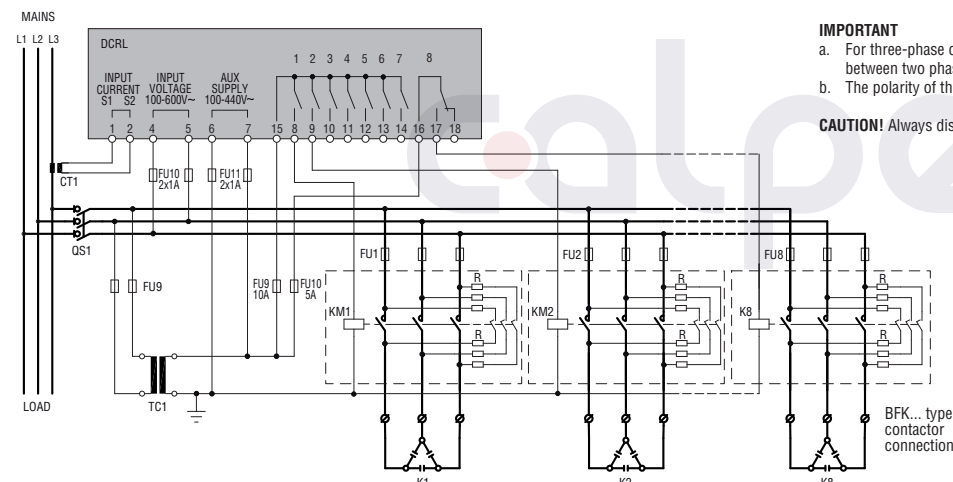 MAINS
L1 L2 L3
DCRL
INPUT CURRENT
S1 S2
INPUT VOLTAGE
100-600V~
AUX SUPPLY
100-440V~
1 2 3 4 5 6 7 8
1 2 4 5 6 7 15 8 9 10 11 12 13 14 16 17 18
IMPORTANT
a. For three-phase
between two
b. The polarity of
CAUTION! Always
calpe
CT1
FU10
2x1A
FU11
2x1A
QS1
FU9
FU9
10A
FU10
5A
FU1
FU2
FU8
R
R
R
KM1
KM2
K8
R
R
R
LOAD
TC1
BFK... type
contactor
connection
K1
K2
K8